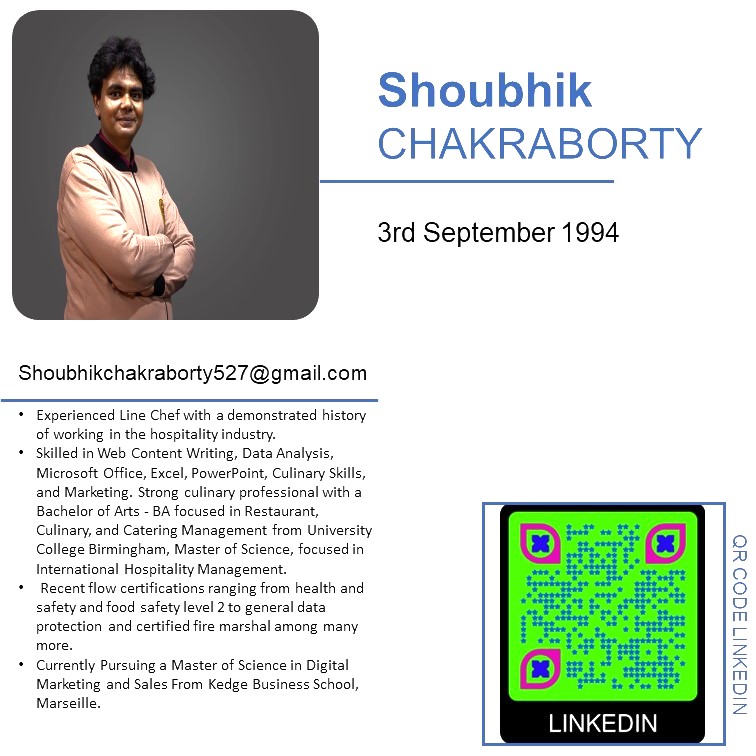 Shoubhik
CHAKRABORTY
3rd September 1994
Shoubhikchakraborty527@gmail.com
• Experienced Line Chef with a demonstrated history
of working in the hospitality industry.
• Skilled in Web Content Writing, Data Analysis,
Microsoft Office, Excel, PowerPoint, Culinary Skills,
and Marketing. Strong culinary professional with a
Bachelor of Arts - BA focused in Restaurant,
Culinary, and Catering Management from University
College Birmingham, Master of Science, focused in
International Hospitality Management.
• Recent flow certifications ranging from health and
safety and food safety level 2 to general data
protection and certified fire marshal among many
more.
• Currently Pursuing a Master of Science in Digital
Marketing and Sales From Kedge Business School,
Marseille.
QR CODE LINKEDIN
LINKEDIN